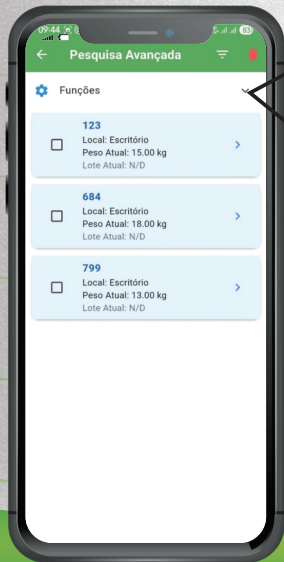 09:44
83
Pesquisa Avançada
Funções
123
Local: Escritório
Peso Atual: 15.00 kg
Lote Atual: N/D
684
Local: Escritório
Peso Atual: 18.00 kg
Lote Atual: N/D
799
Local: Escritório
Peso Atual: 13.00 kg
Lote Atual: N/D